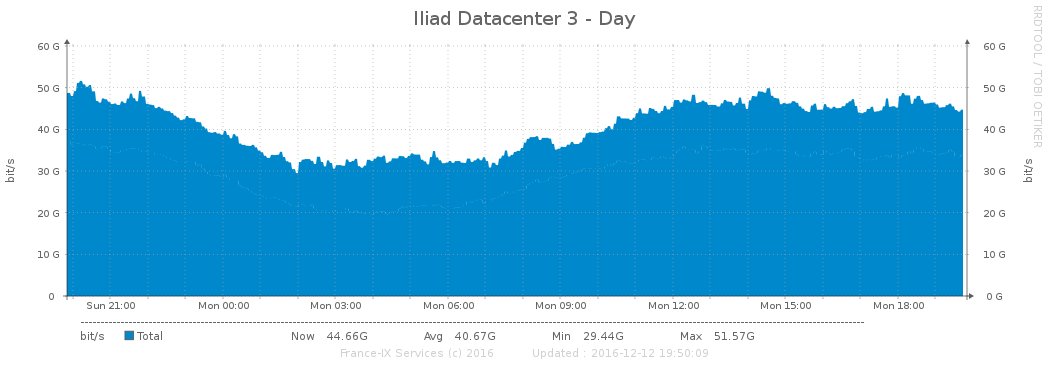 Iliad Datacenter 3 - Day
RRDTOOL / TOBI OETIKER
60 G 60 G
50 G 50 G
40 G 40 G
30 G 30 G
20 G 20 G
10 G 10 G
0 0 G
bit/s bit/s
Sun 21:00 Mon 00:00 Mon 03:00 Mon 06:00 Mon 09:00 Mon 12:00 Mon 15:00 Mon 18:00
bit/s Total Now 44.66G Avg 40.67G Min 29.44G Max 51.57G
France-IX Services (c) 2016 Updated : 2016-12-12 19:50:09